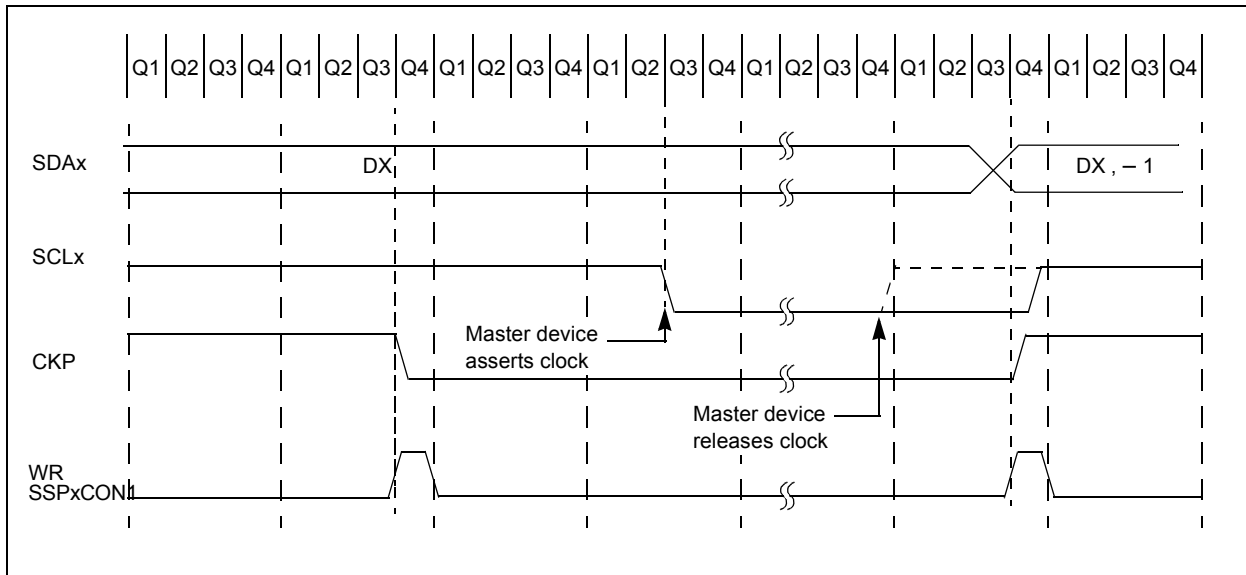 Q1 Q2 Q3 Q4 Q1 Q2 Q3 Q4 Q1 Q2 Q3 Q4 Q1 Q2 Q3 Q4 Q1 Q2 Q3 Q4 Q1 Q2 Q3 Q4 Q1 Q2 Q3 Q4
SDAx
DX
DX , – 1
SCLx
Master device
asserts clock
CKP
Master device
releases clock
WR
SSPxCON1